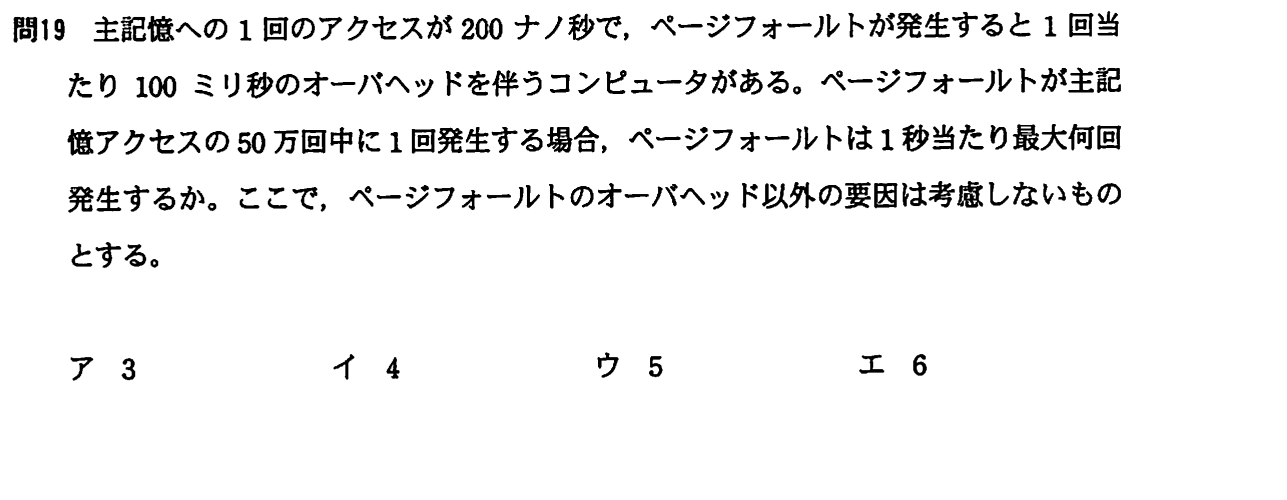 問19 主記憶への 1 回のアクセスが 200 ナノ秒で，ページフォールトが発生すると 1 回当
たり 100 ミリ秒のオーバヘッドを伴うコンピュータがある。ページフォールトが主記
憶アクセスの 50 万回中に 1 回発生する場合，ページフォールトは 1 秒当たり最大何回
発生するか。ここで，ページフォールトのオーバヘッド以外の要因は考慮しないもの
とする。
ア 3 イ 4 ウ 5 エ 6